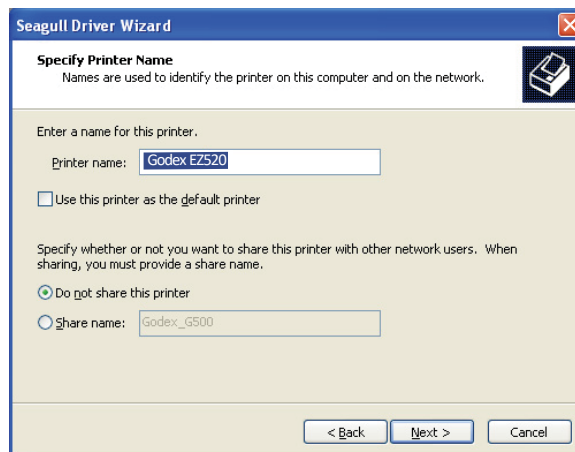 Seagull Driver Wizard
Specify Printer Name
Names are used to identify the printer on this computer and on the network.
Enter a name for this printer.
Printer name: Godex EZ520
Use this printer as the default printer
Specify whether or not you want to share this printer with other network users. When
sharing, you must provide a share name.
Do not share this printer
Share name: Godex_G500
< Back Next > Cancel